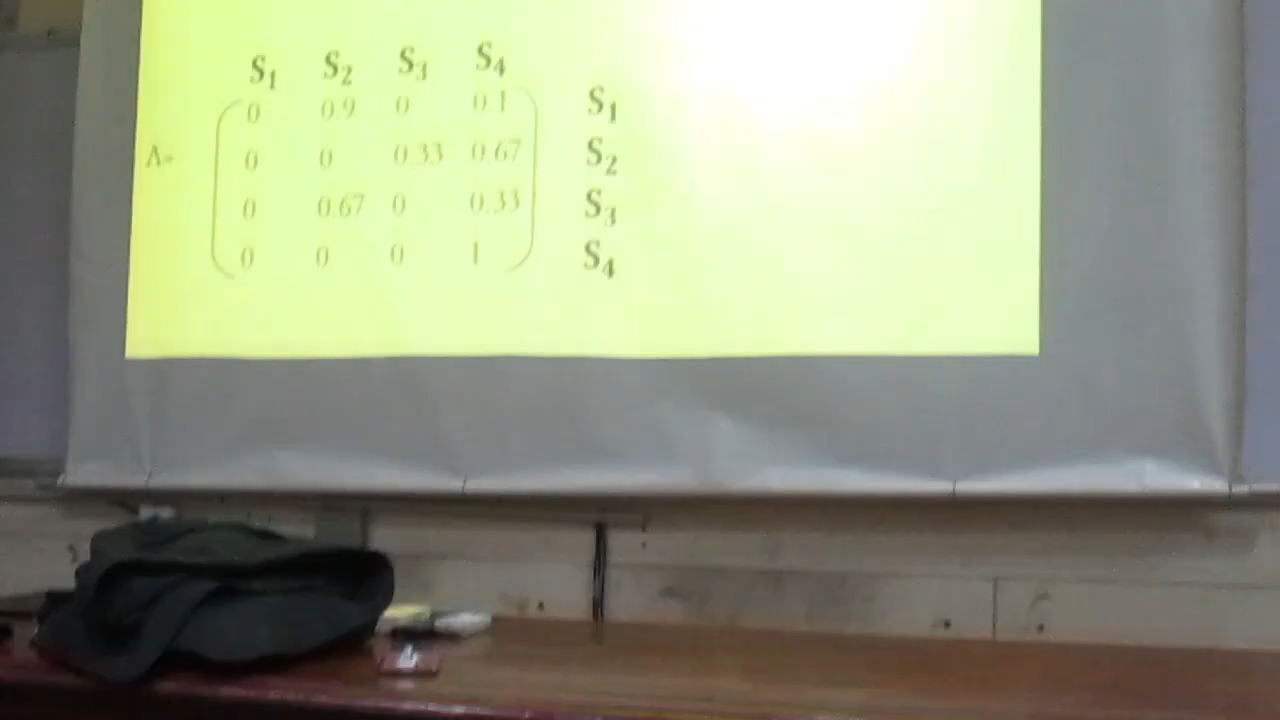 S₁ S₂ S₃ S₄
0 0.9 0 0.1 S₁
A= 0 0 0.33 0.67 S₂
0 0.67 0 0.33 S₃
0 0 0 1 S₄